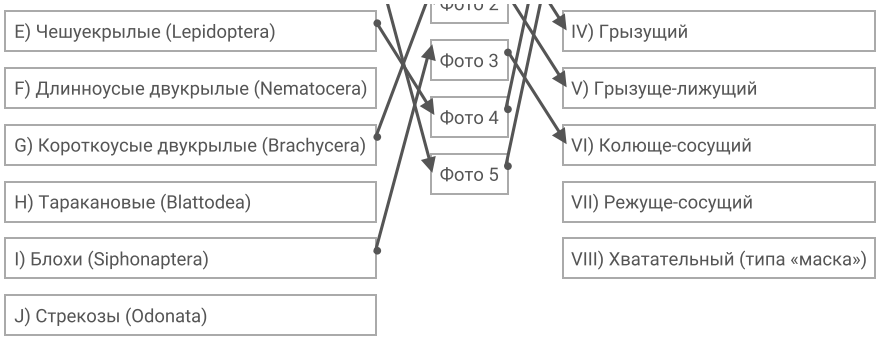 E) Чешуекрылые (Lepidoptera)
F) Длинноусые двукрылые (Nematocera)
G) Короткоусые двукрылые (Brachycera)
H) Таракановые (Blattodea)
I) Блохи (Siphonaptera)
J) Стрекозы (Odonata)
Фото 2
Фото 3
Фото 4
Фото 5
IV) Грызущий
V) Грызуще-лижущий
VI) Колюще-сосущий
VII) Режуще-сосущий
VIII) Хватательный (типа «маска»)